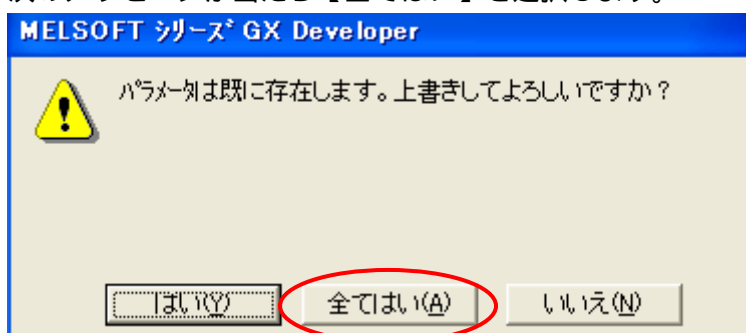 MELSOFT シリーズ GX Developer
パラメータは既に存在します。上書きしてよろしいですか？
はい(Y)
全てはい(A)
いいえ(N)